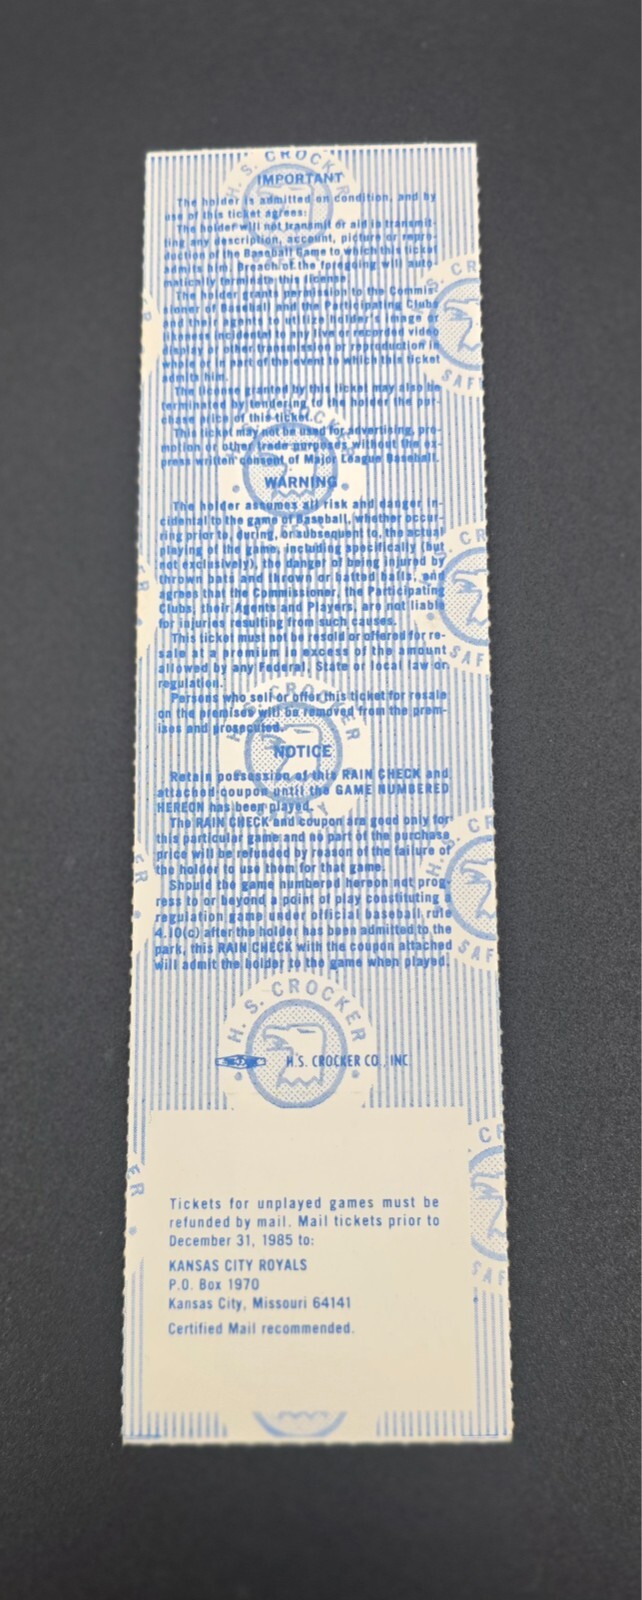 H. S. CROCKER
IMPORTANT
The holder is admitted on condition, and by
use of this ticket agrees:
The holder will not transmit or aid in transmit-
ting any description, account, picture or repro-
duction of the Baseball Game to which this ticket
admits him. Breach of the foregoing will auto-
matically terminate this license.
The holder grants permission to the Commis-
sioner of Baseball and the Participating Clubs
and their agents to utilize holder's image or
likeness incidental to any live or recorded video
display or other transmission or reproduction in
whole or in part of the event to which this ticket
admits him.
The license granted by this ticket may also be
terminated by tendering to the holder the pur-
chase price of this ticket.
This ticket may not be used for advertising, pro-
motion or other trade purposes without the ex-
press written consent of Major League Baseball.
WARNING
The holder assumes all risk and danger in-
cidental to the game of Baseball, whether occur-
ring prior to, during, or subsequent to, the actual
playing of the game, including specifically (but
not exclusively), the danger of being injured by
thrown bats and thrown or batted balls, and
agrees that the Commissioner, the Participating
Clubs, their Agents and Players, are not liable
for injuries resulting from such causes.
This ticket must not be resold or offered for re-
sale at a premium in excess of the amount
allowed by any Federal, State or local law or
regulation.
Persons who sell or offer this ticket for resale
on the premises will be removed from the prem-
ises and prosecuted.
NOTICE
Retain possession of this RAIN CHECK and
attached coupon until the GAME NUMBERED
HEREON has been played.
The RAIN CHECK and coupon are good only for
this particular game and no part of the purchase
price will be refunded by reason of the failure of
the holder to use them for that game.
Should the game numbered hereon not prog-
ress to or beyond a point of play constituting a
regulation game under official baseball rule
4.10(c) after the holder has been admitted to the
park, this RAIN CHECK with the coupon attached
will admit the holder to the game when played.
H. S. CROCKER
H.S. CROCKER CO., INC
Tickets for unplayed games must be
refunded by mail. Mail tickets prior to
December 31, 1985 to:
KANSAS CITY ROYALS
P.O. Box 1970
Kansas City, Missouri 64141
Certified Mail recommended.